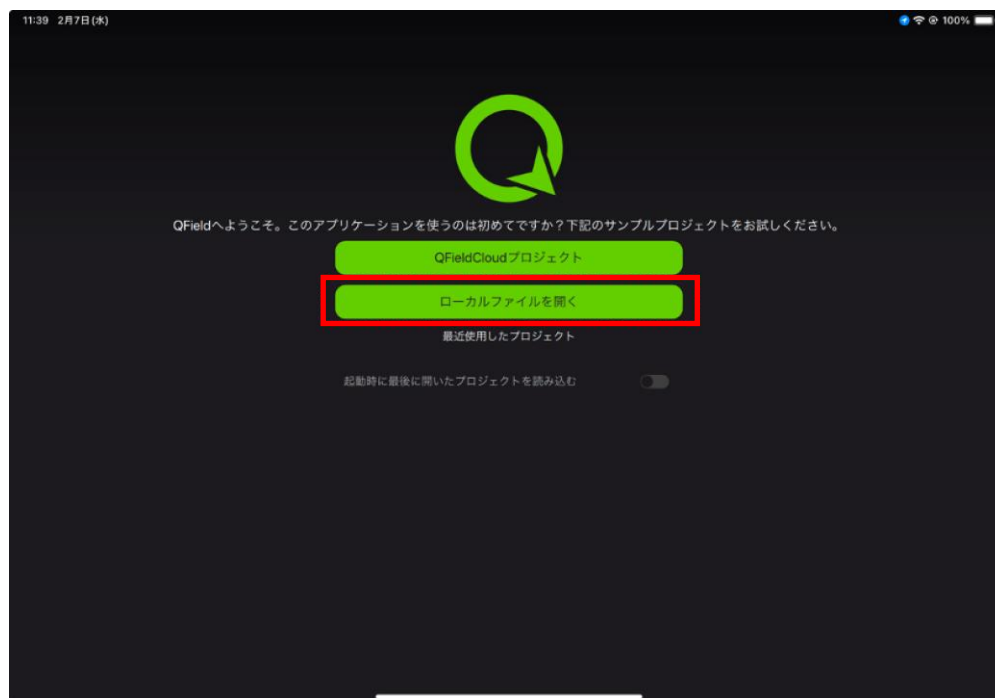 11:39 2月7日(水)
100%
QFieldへようこそ。このアプリケーションを使うのは初めてですか？下記のサンプルプロジェクトをお試しください。
QFieldCloudプロジェクト
ローカルファイルを開く
最近使用したプロジェクト
起動時に最後に開いたプロジェクトを読み込む